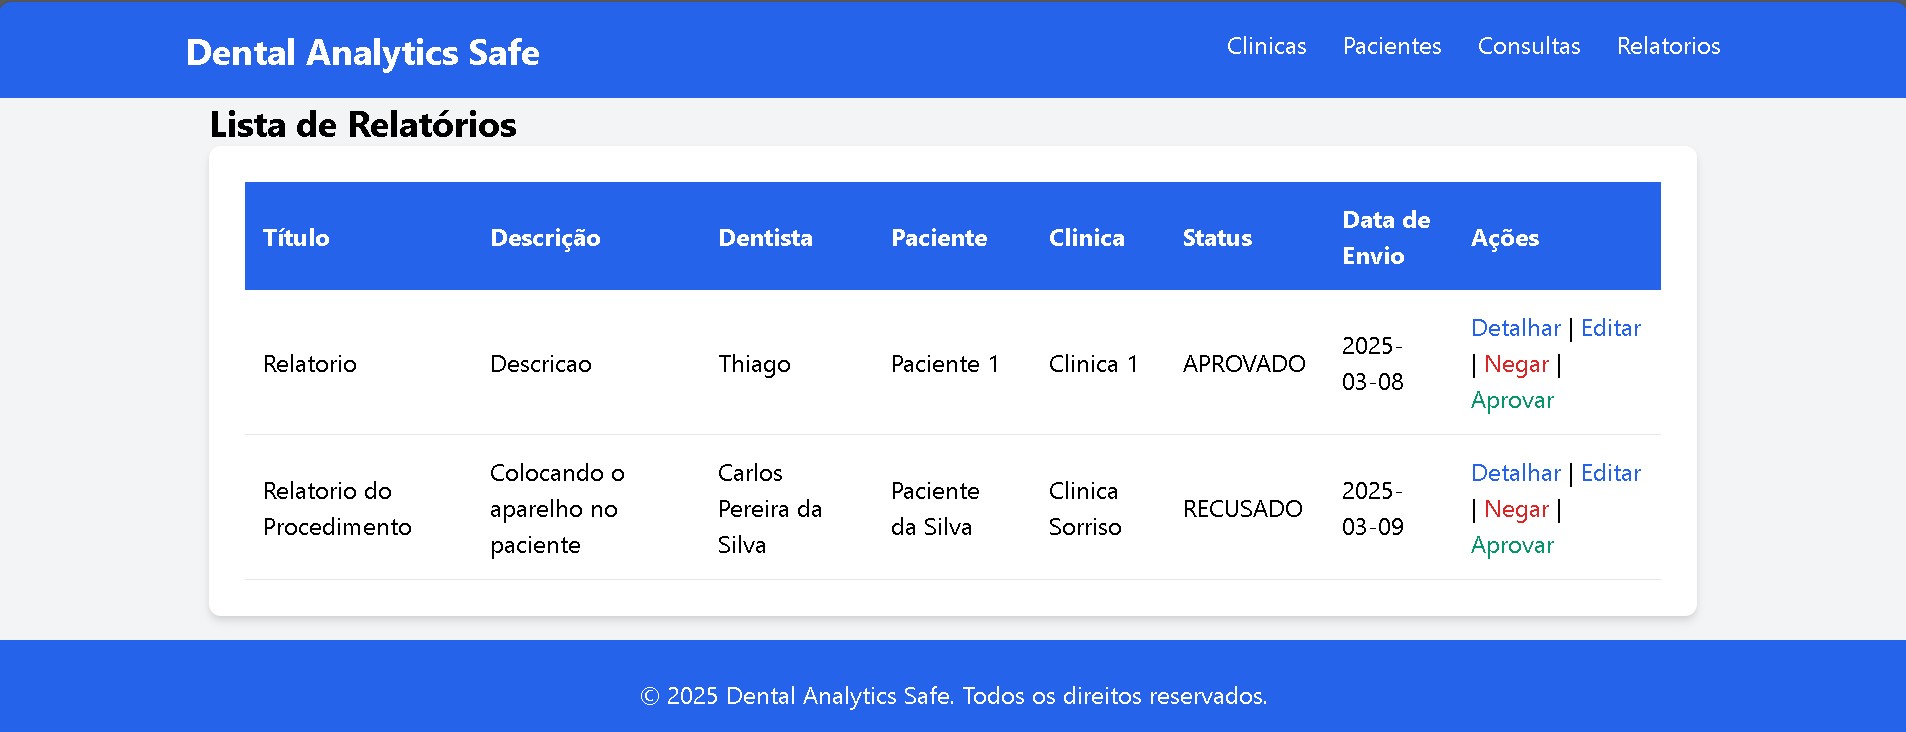 Dental Analytics Safe
Clinicas Pacientes Consultas Relatorios
Lista de Relatórios
Título Descrição Dentista Paciente Clinica Status Data de Envio Ações
Relatorio Descricao Thiago Paciente 1 Clinica 1 APROVADO 2025-03-08 Detalhar | Editar | Negar | Aprovar
Relatorio do Procedimento Colocando o aparelho no paciente Carlos Pereira da Silva Paciente da Silva Clinica Sorriso RECUSADO 2025-03-09 Detalhar | Editar | Negar | Aprovar
© 2025 Dental Analytics Safe. Todos os direitos reservados.